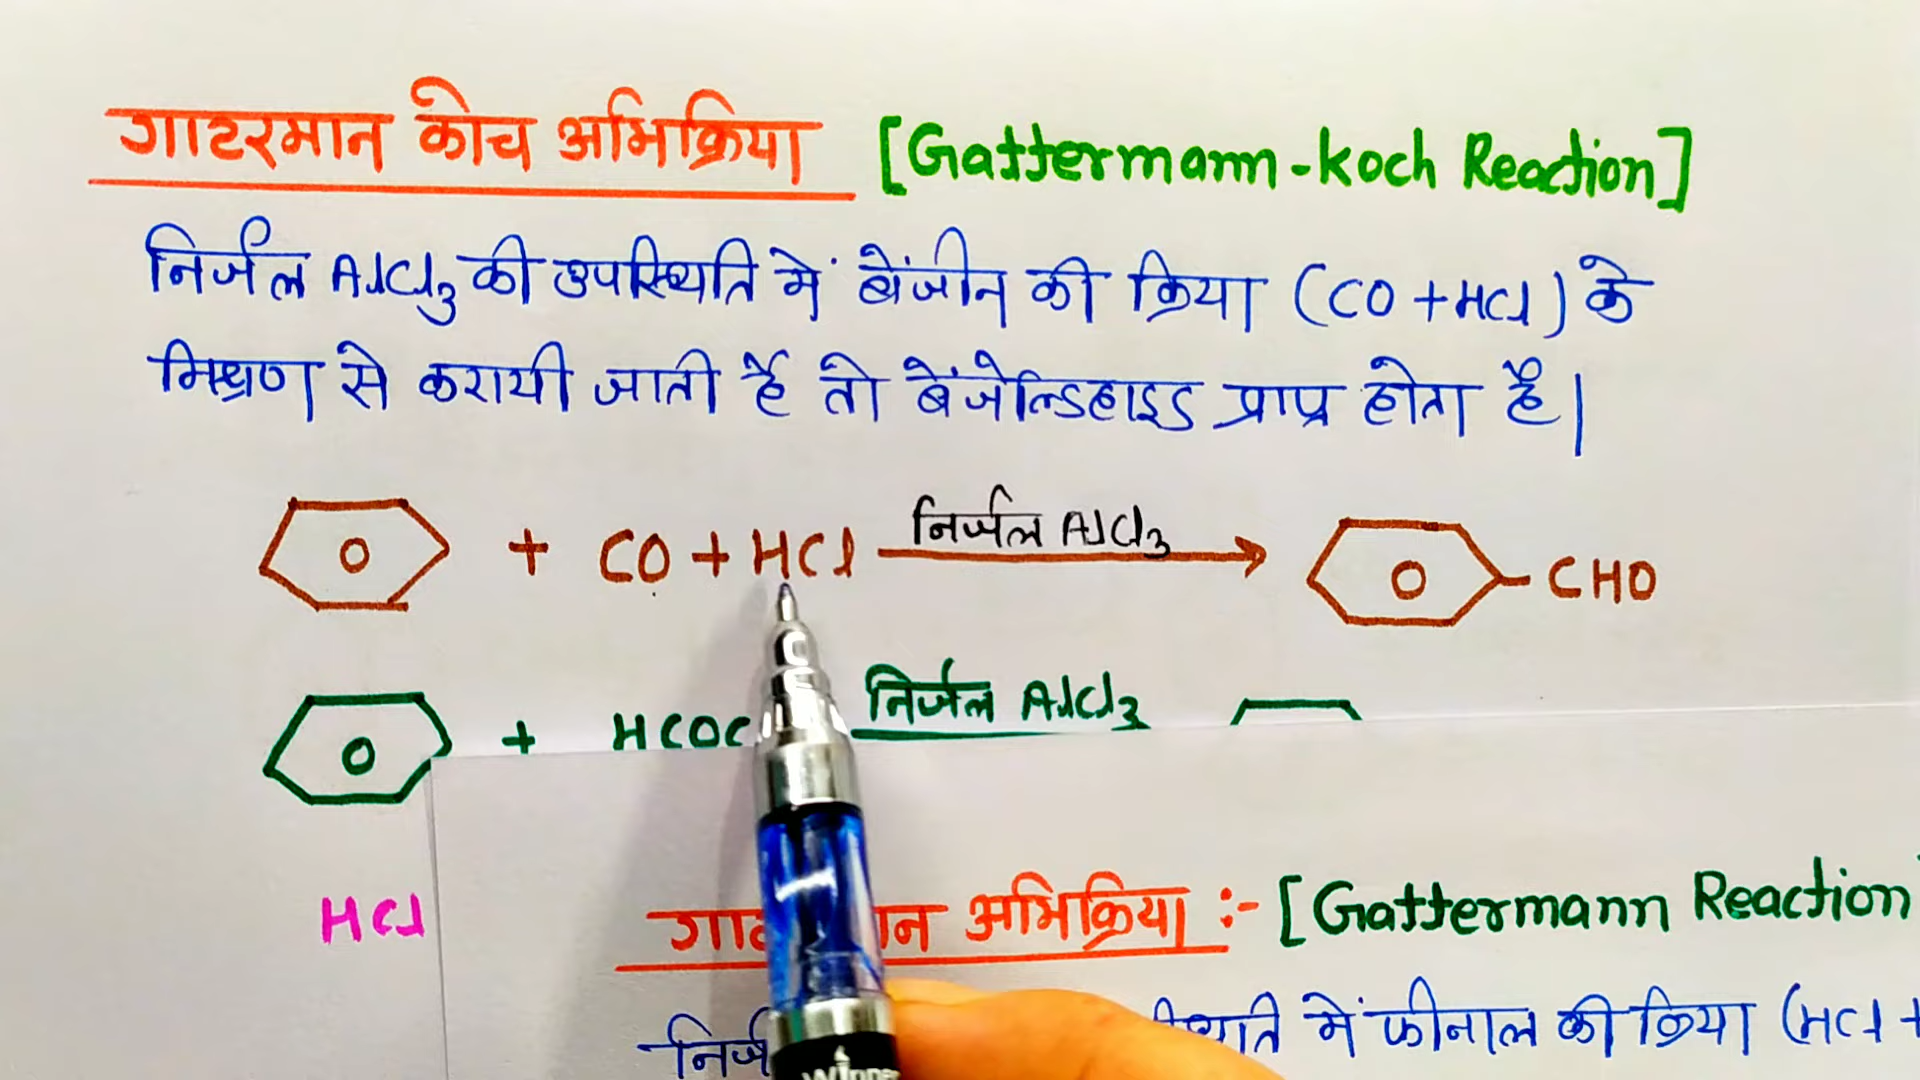 गाटरमान कोच अभिक्रिया [Gattermann-Koch Reaction]
निर्जल AlCl₃ की उपस्थिति में बेंजीन की क्रिया (CO + HCl) के
मिश्रण से करायी जाती है तो बेंजेल्डिहाइड प्राप्त होता है।
+ CO + HCl निर्जल AlCl₃ CHO
+ HCOC निर्जल AlCl₃
HCl
अभिक्रिया :- [Gattermann Reaction]
में फीनाल की क्रिया (HCl +
Winner